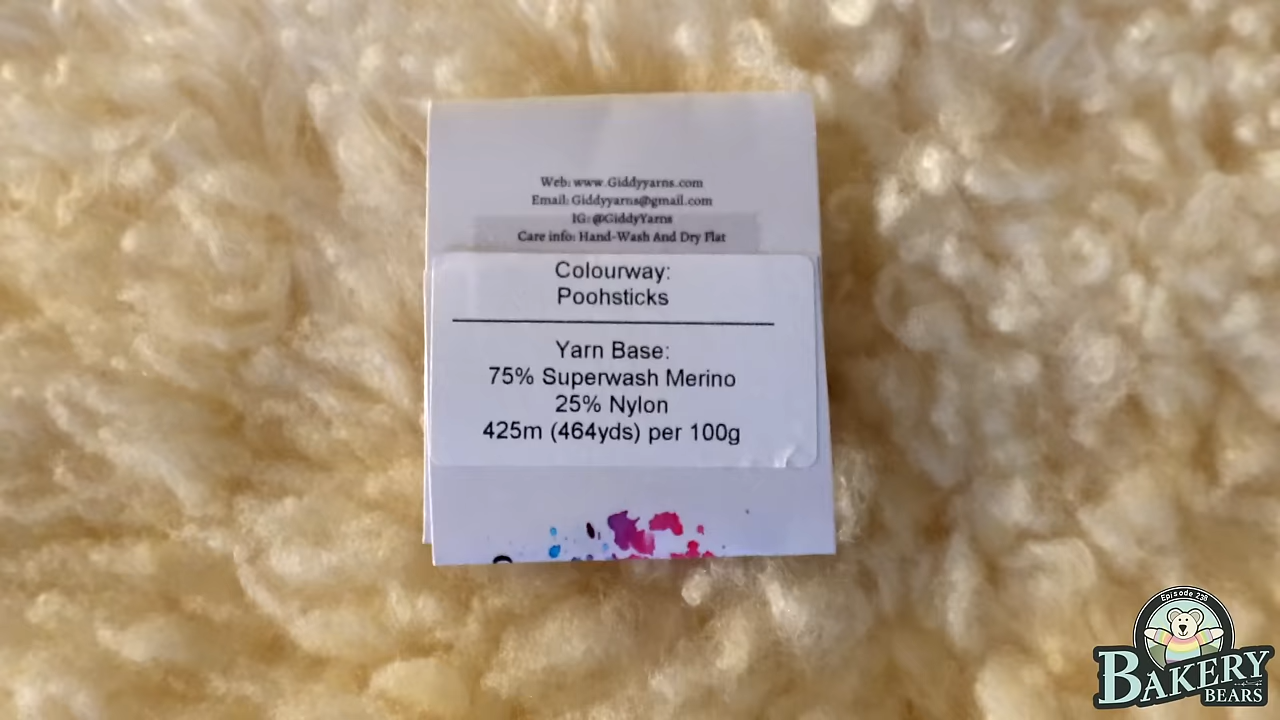 Web: www.Giddyyarns.com
Email: Giddyyarns@gmail.com
IG: @GiddyYarns
Care info: Hand-Wash And Dry Flat
Colourway:
Poohsticks
Yarn Base:
75% Superwash Merino
25% Nylon
425m (464yds) per 100g
Episode 238
BAKERY
BEARS